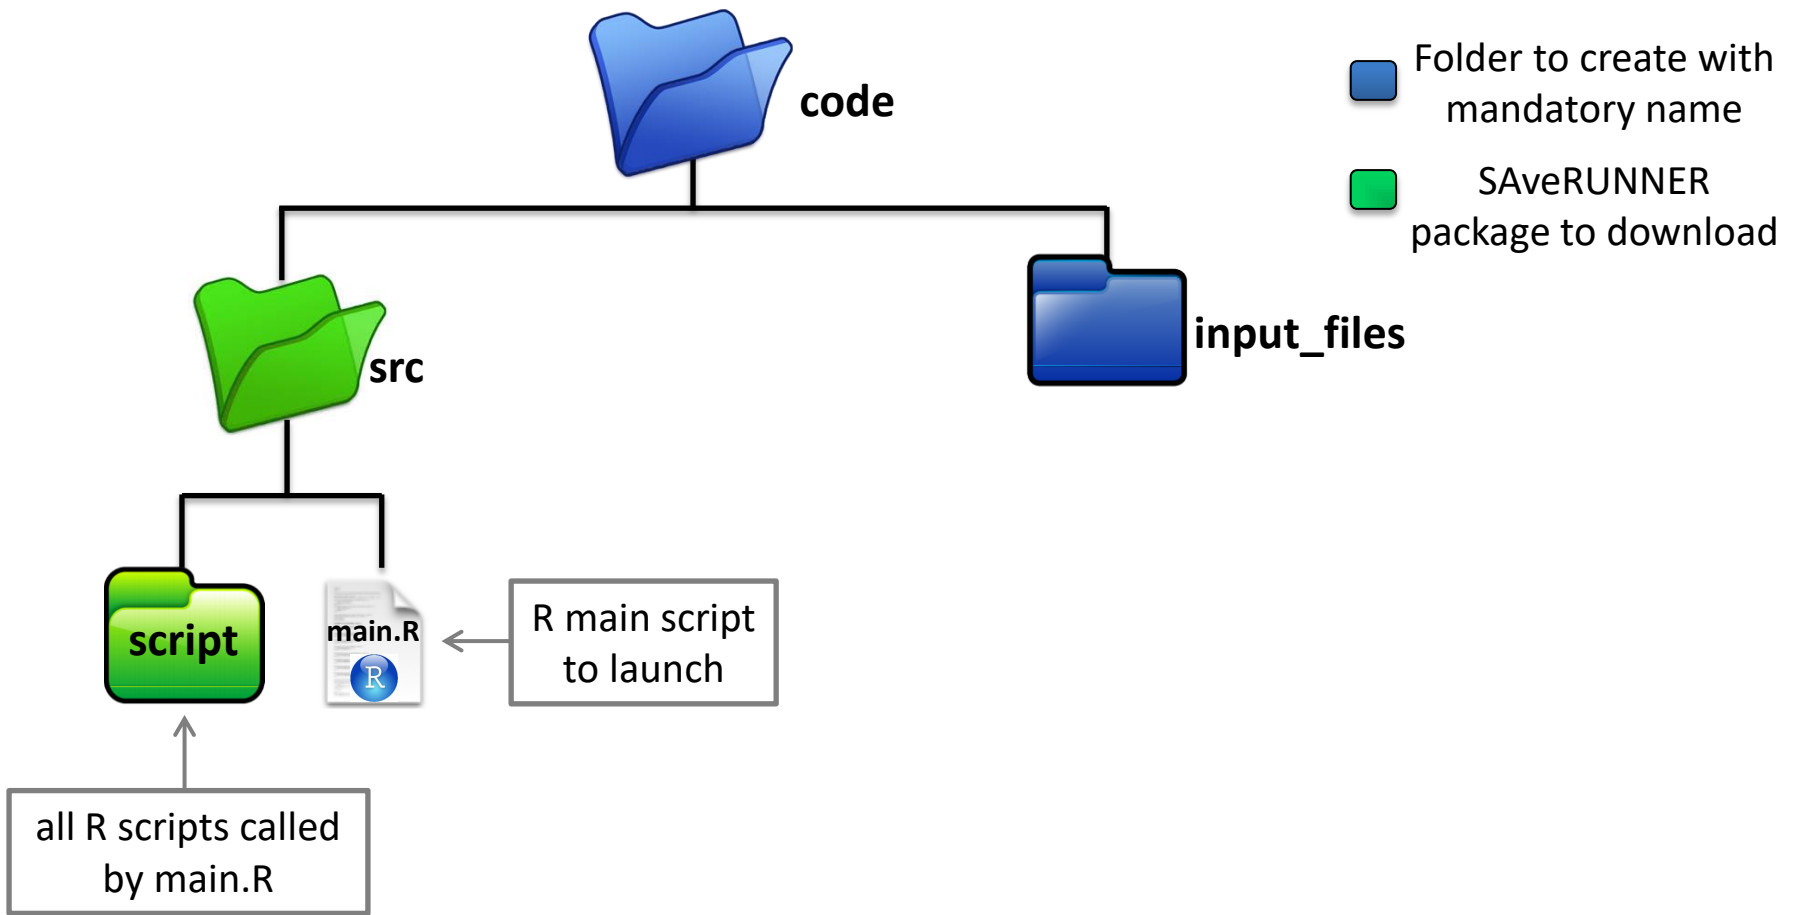 code
Folder to create with
mandatory name
SAveRUNNER
package to download
src
input_files
script
main.R
R
R main script
to launch
all R scripts called
by main.R